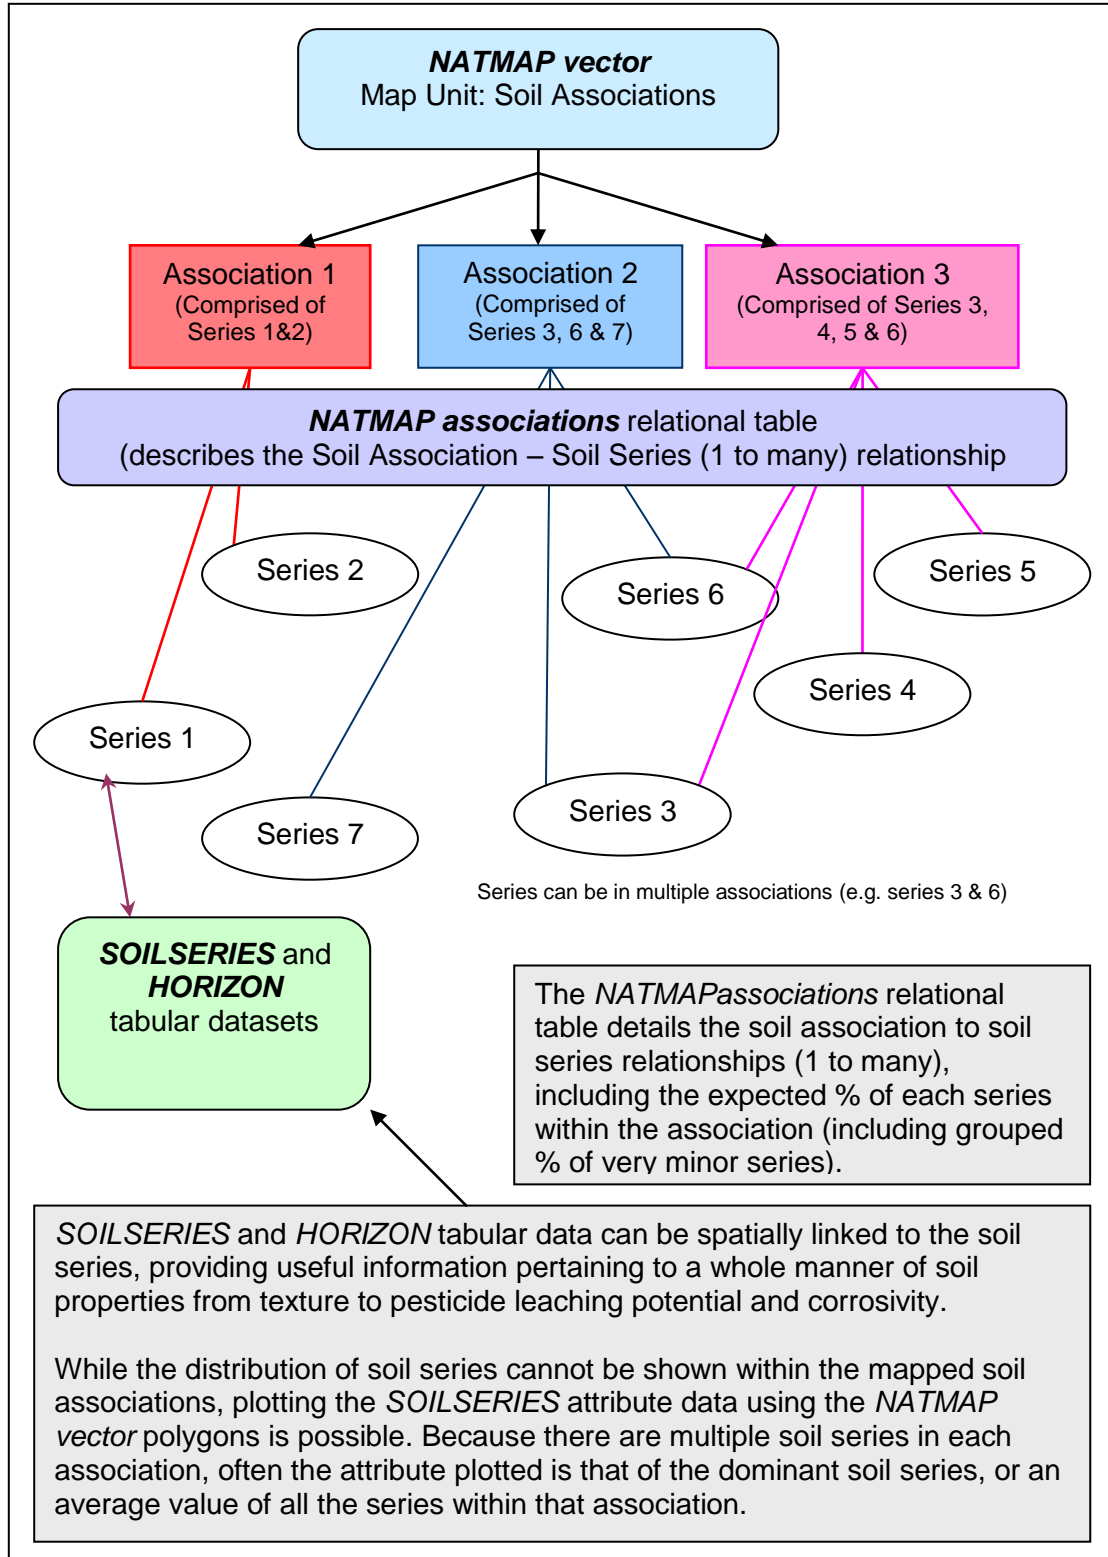 NATMAP vector
Map Unit: Soil Associations
Association 1
(Comprised of
Series 1&2)
Association 2
(Comprised of
Series 3, 6 & 7)
Association 3
(Comprised of Series 3,
4, 5 & 6)
NATMAP associations relational table
(describes the Soil Association – Soil Series (1 to many) relationship
Series 2
Series 6
Series 5
Series 4
Series 1
Series 7
Series 3
Series can be in multiple associations (e.g. series 3 & 6)
SOILSERIES and
HORIZON
tabular datasets
The NATMAPassociations relational
table details the soil association to soil
series relationships (1 to many),
including the expected % of each series
within the association (including grouped
% of very minor series).
SOILSERIES and HORIZON tabular data can be spatially linked to the soil
series, providing useful information pertaining to a whole manner of soil
properties from texture to pesticide leaching potential and corrosivity.
While the distribution of soil series cannot be shown within the mapped soil
associations, plotting the SOILSERIES attribute data using the NATMAP
vector polygons is possible. Because there are multiple soil series in each
association, often the attribute plotted is that of the dominant soil series, or an
average value of all the series within that association.